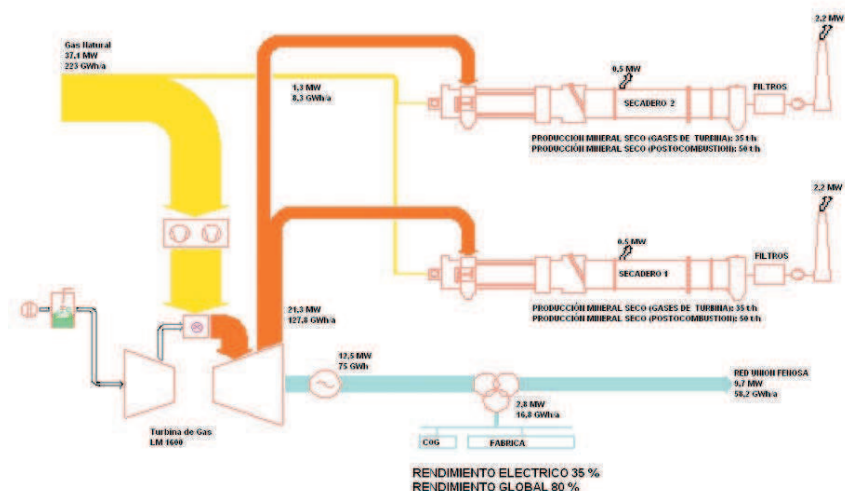 2,2 MW
Gas Natural
37,1 MW
223 GWh/a
0,5 MW
FILTROS
1,3 MW
8,3 GWh/a
SECADERO 2
PRODUCCIÓN MINERAL SECO (GASES DE TURBINA): 35 t/h
PRODUCCIÓN MINERAL SECO (POSTOCOMBUSTION): 50 t/h
2,2 MW
0,5 MW
FILTROS
SECADERO 1
21,3 MW
127,8 GWh/a
PRODUCCIÓN MINERAL SECO (GASES DE TURBINA): 35 t/h
PRODUCCIÓN MINERAL SECO (POSTOCOMBUSTION): 50 t/h
12,5 MW
75 GWh
RED UNION FENOSA
9,7 MW
58,2 GWh/a
2,8 MW
16,8 GWh/a
Turbina de Gas
LM 1600
COG
FABRICA
RENDIMIENTO ELECTRICO 35 %
RENDIMIENTO GLOBAL 80 %